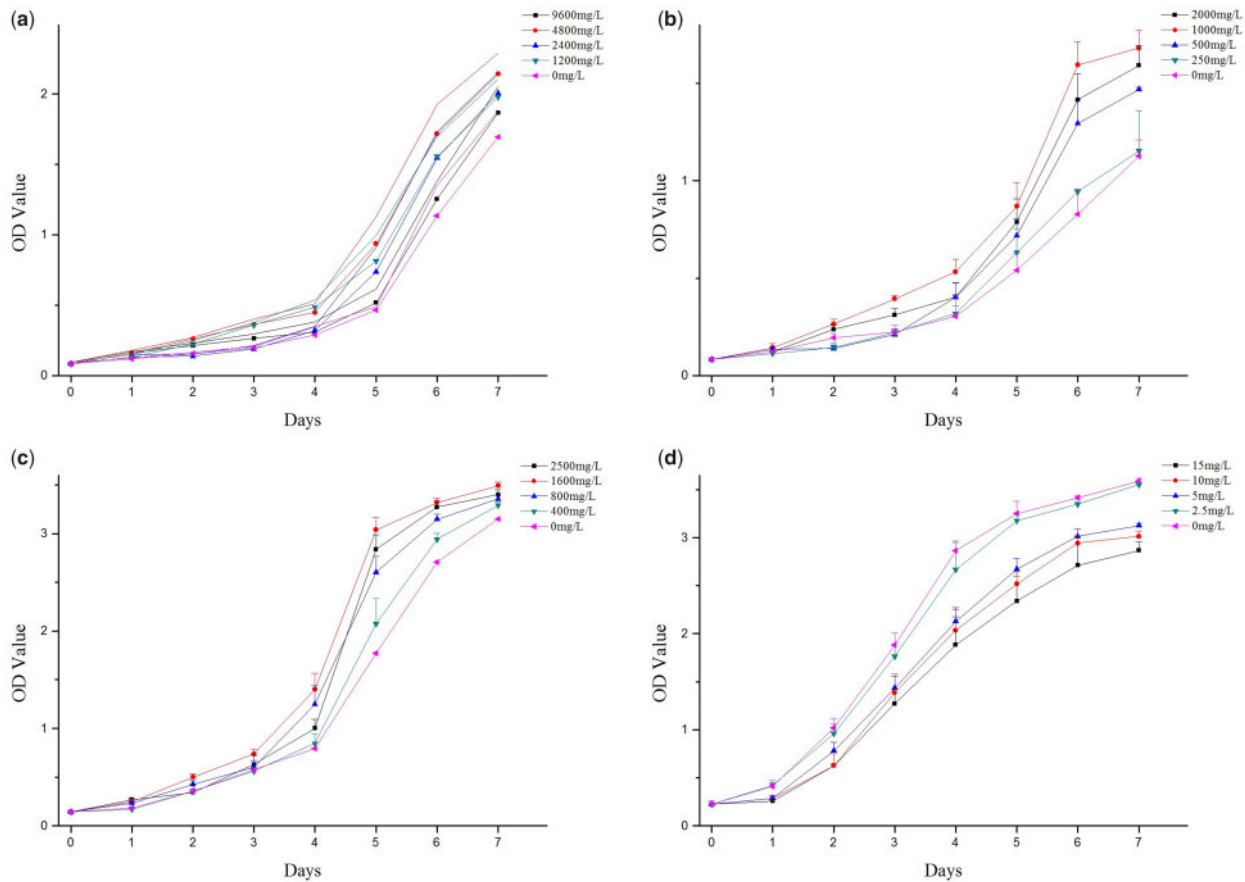 (a)
9600mg/L
4800mg/L
2400mg/L
1200mg/L
0mg/L
2
1
0
OD Value
0 1 2 3 4 5 6 7
Days
(b)
2000mg/L
1000mg/L
500mg/L
250mg/L
0mg/L
1
0
OD Value
0 1 2 3 4 5 6 7
Days
(c)
2500mg/L
1600mg/L
800mg/L
400mg/L
0mg/L
3
2
1
0
OD Value
0 1 2 3 4 5 6 7
Days
(d)
15mg/L
10mg/L
5mg/L
2.5mg/L
0mg/L
3
2
1
0
OD Value
0 1 2 3 4 5 6 7
Days